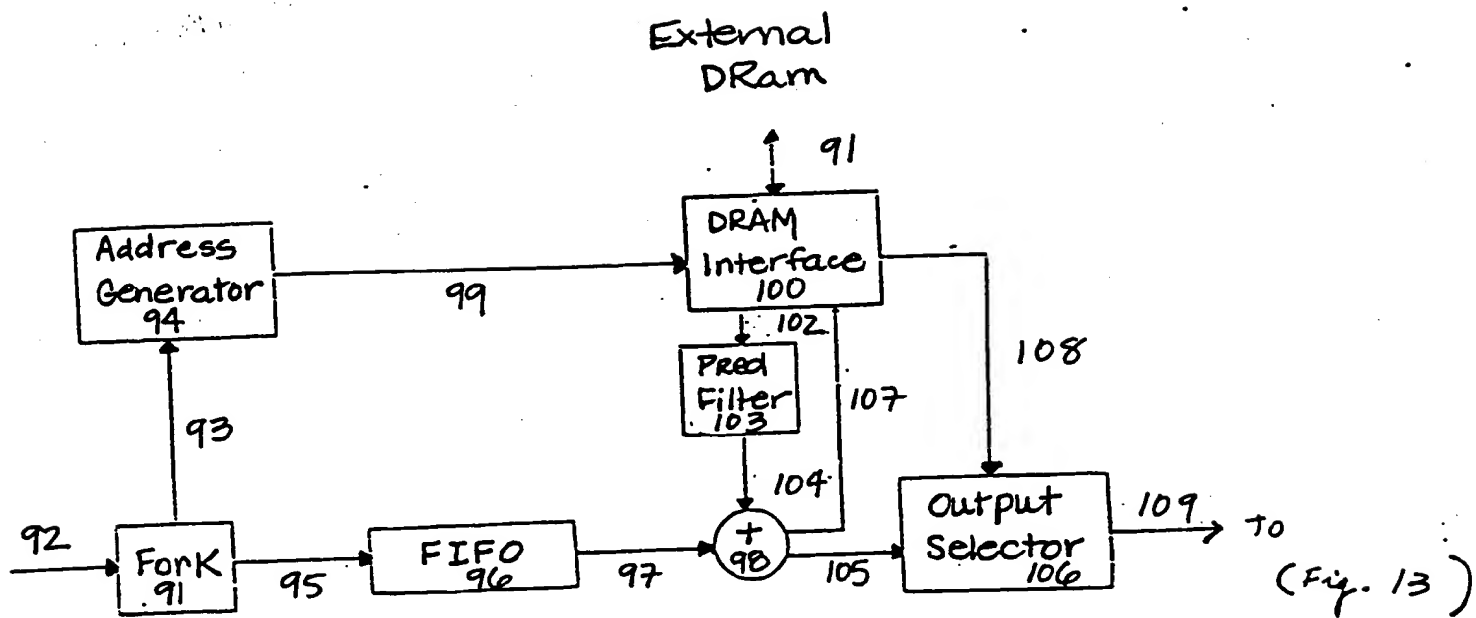 External
DRam
91
Address
Generator
94
99
DRAM
Interface
100
102
Pred
Filter
103
107
108
93
104
92
Fork
91
95
FIFO
96
97
+
98
105
Output
Selector
106
109
To
(Fig. 13)